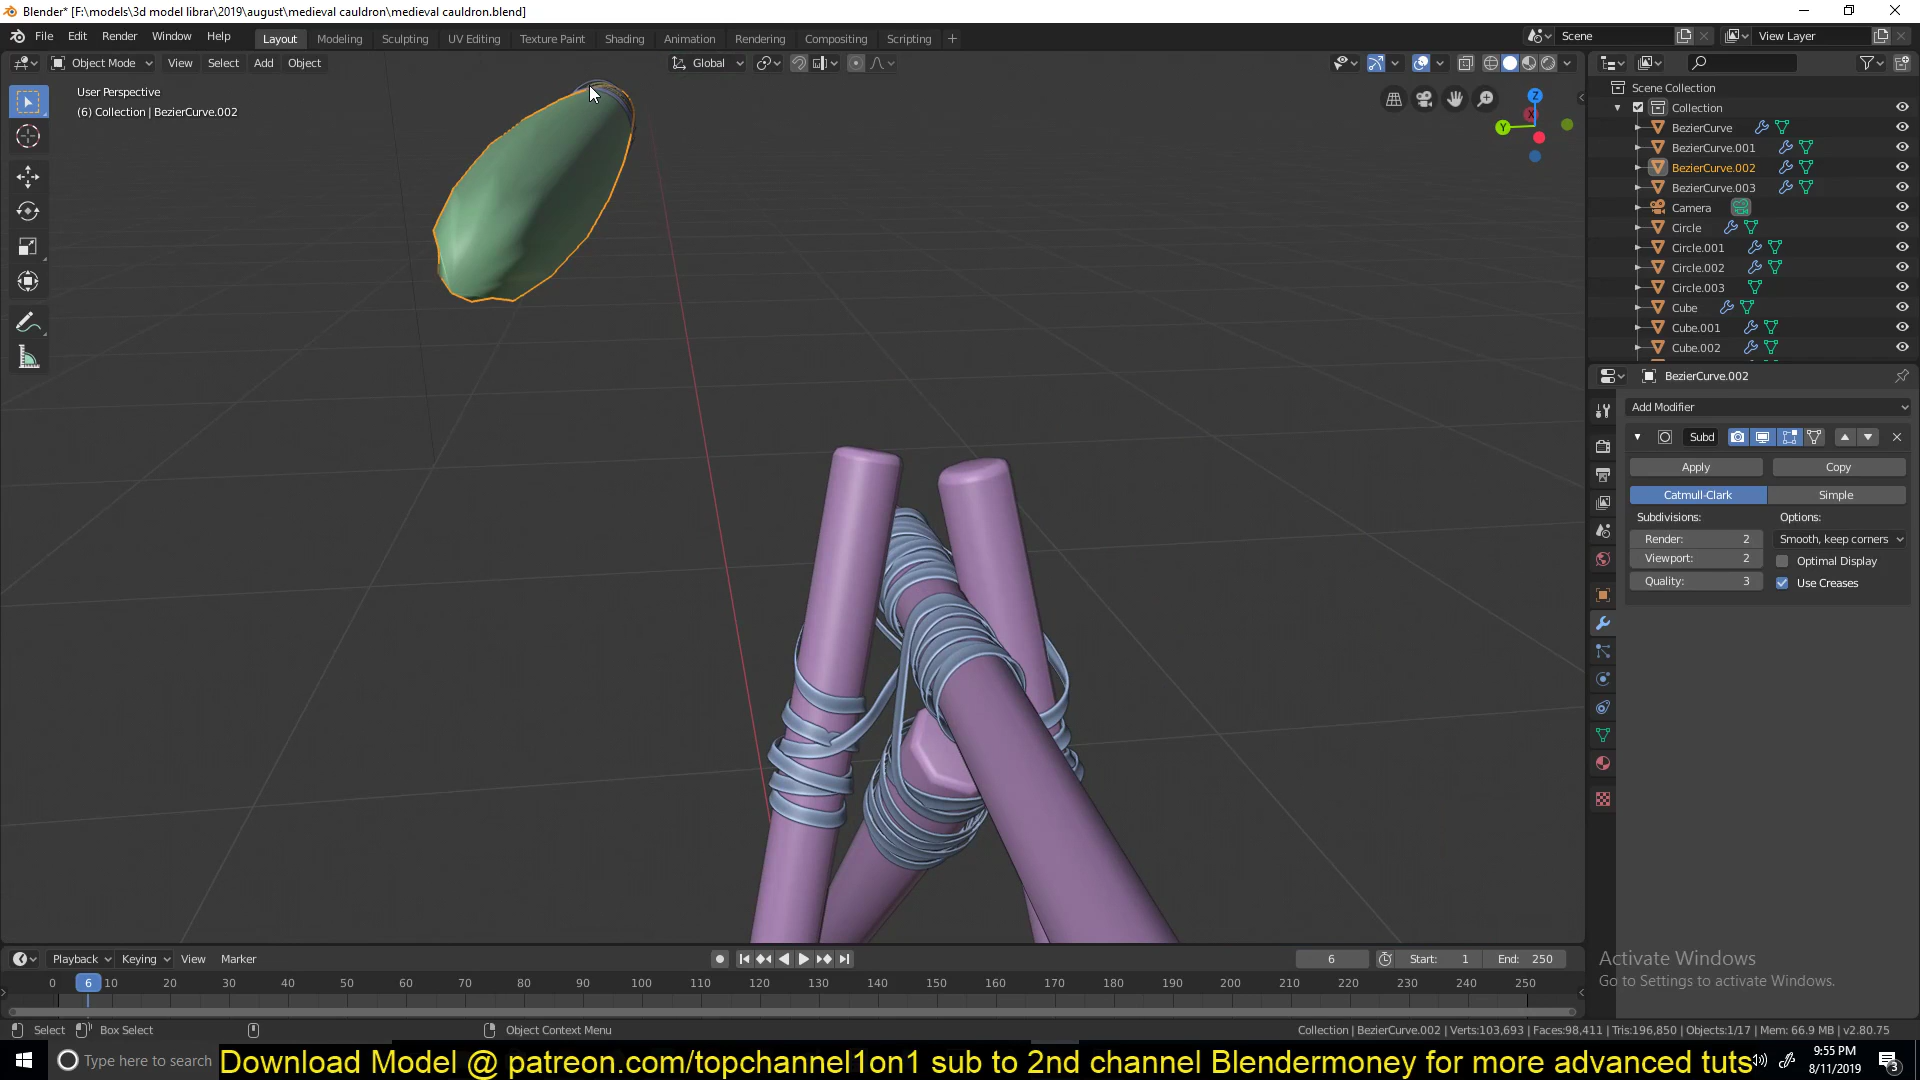 Blender* [F:\models\3d model librar\2019\august\medieval cauldron\medieval cauldron.blend]
File Edit Render Window Help Layout Modeling Sculpting UV Editing Texture Paint Shading Animation Rendering Compositing Scripting + Scene View Layer
Object Mode View Select Add Object Global
User Perspective
(6) Collection | BezierCurve.002
Z
Y
X
Scene Collection
Collection
BezierCurve
BezierCurve.001
BezierCurve.002
BezierCurve.003
Camera
Circle
Circle.001
Circle.002
Circle.003
Cube
Cube.001
Cube.002
BezierCurve.002
Add Modifier
Subd
Apply Copy
Catmull-Clark Simple
Subdivisions: Options:
Render: 2 Smooth, keep corners
Viewport: 2 Optimal Display
Quality: 3 Use Creases
Activate Windows
Go to Settings to activate Windows.
Playback Keying View Marker 6 Start: 1 End: 250
0 6 10 20 30 40 50 60 70 80 90 100 110 120 130 140 150 160 170 180 190 200 210 220 230 240 250
Select Box Select Object Context Menu Collection | BezierCurve.002 | Verts:103,693 | Faces:98,411 | Tris:196,850 | Objects:1/17 | Mem: 66.9 MB | v2.80.75
Type here to search
Download Model @ patreon.com/topchannel1on1 sub to 2nd channel Blendermoney for more advanced tuts
9:55 PM
8/11/2019
3